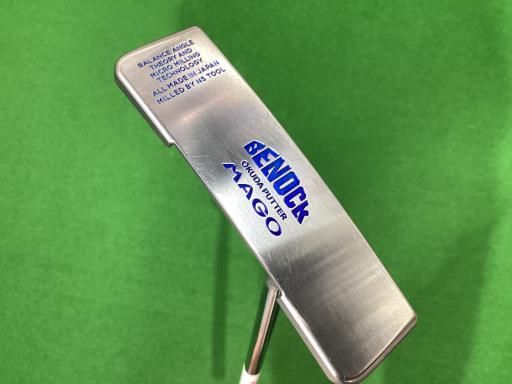 BALANCE ANGLE
THEORY AND
MICRO MILLING
TECHNOLOGY
ALL MADE IN JAPAN
MILLED BY NS TOOL
BENOCK
OKUDA PUTTER
MAGO